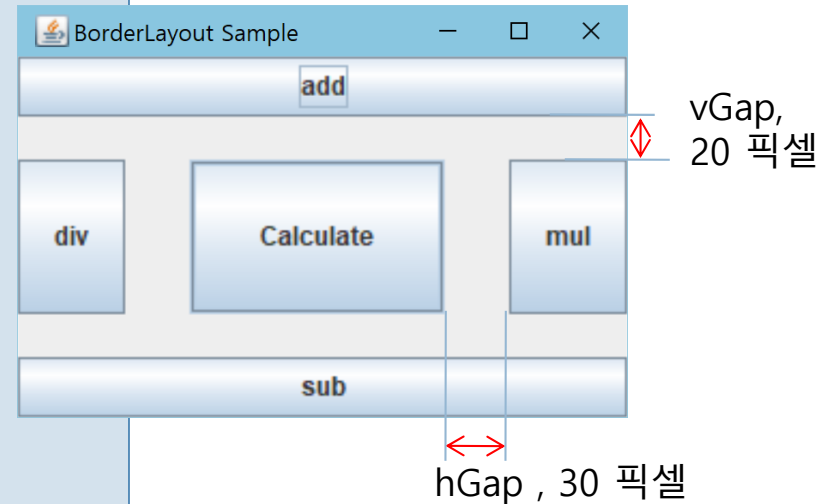 BorderLayout Sample
add
vGap,
20 픽셀
div
Calculate
mul
sub
hGap , 30 픽셀